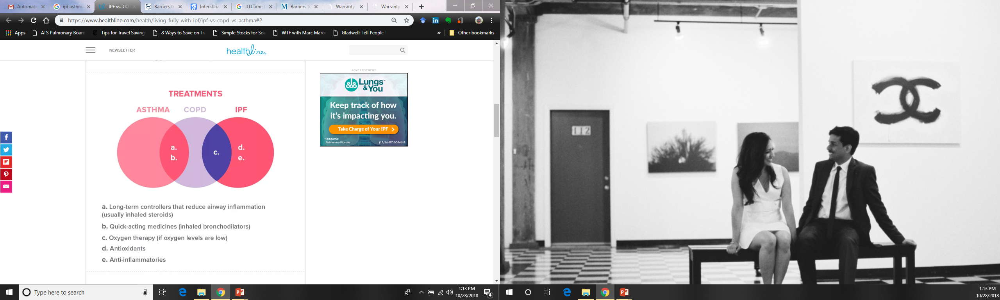 Automati
ipf asthma
IPF vs. CO
Barriers to
Interstitia
ILD time t
Barriers to
Warranty
Warranty
https://www.healthline.com/health/living-fully-with-ipf/ipf-vs-copd-vs-asthma#2
Apps
ATS Pulmonary Board
Tips for Travel Saving
8 Ways to Save on Tra
Simple Stocks for Sou
WTF with Marc Maro
Gladwell: Tell People
»
Other bookmarks
NEWSLETTER
healthline.
ADVERTISEMENT
Lungs™
&You
Keep track of how
it's impacting you.
Take Charge of Your IPF
*Idiopathic
Pulmonary Fibrosis
(12/16) PC-00246-B
TREATMENTS
ASTHMA COPD IPF
a.
b.
c.
d.
e.
a. Long-term controllers that reduce airway inflammation
(usually inhaled steroids)
b. Quick-acting medicines (inhaled bronchodilators)
c. Oxygen therapy (if oxygen levels are low)
d. Antioxidants
e. Anti-inflammatories
112
Type here to search
1:13 PM
10/28/2018
4
1:13 PM
10/28/2018